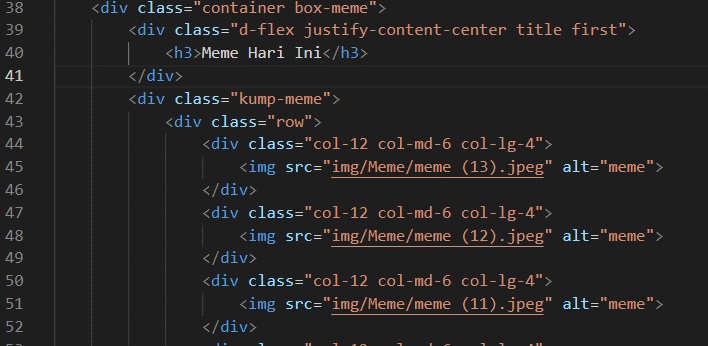 38 <div class="container box-meme">
39 <div class="d-flex justify-content-center title first">
40 <h3>Meme Hari Ini</h3>
41 </div>
42 <div class="kump-meme">
43 <div class="row">
44 <div class="col-12 col-md-6 col-lg-4">
45 <img src="img/Meme/meme (13).jpeg" alt="meme">
46 </div>
47 <div class="col-12 col-md-6 col-lg-4">
48 <img src="img/Meme/meme (12).jpeg" alt="meme">
49 </div>
50 <div class="col-12 col-md-6 col-lg-4">
51 <img src="img/Meme/meme (11).jpeg" alt="meme">
52 </div>